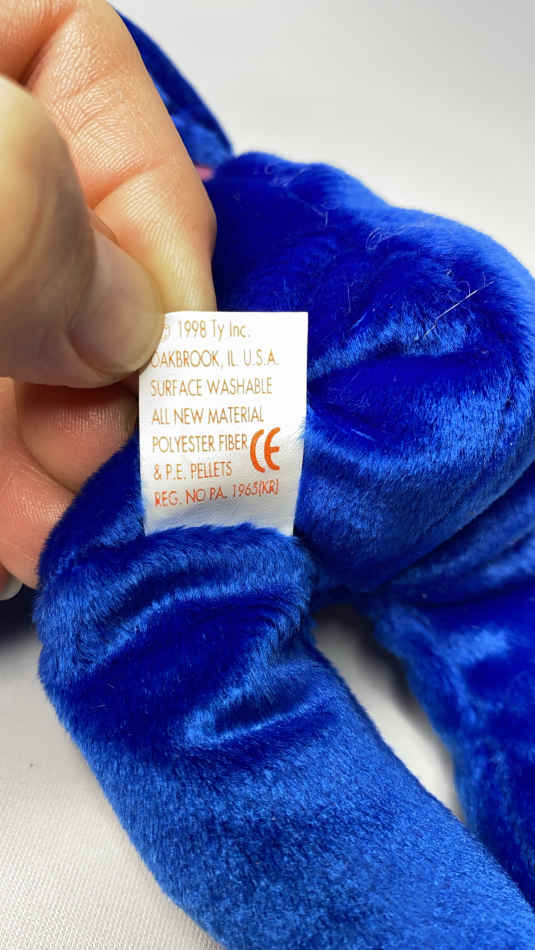 © 1998 Ty Inc.
OAKBROOK, IL. U.S.A.
SURFACE WASHABLE
ALL NEW MATERIAL
POLYESTER FIBER
& P.E. PELLETS CE
REG. NO PA. 1965(KR)